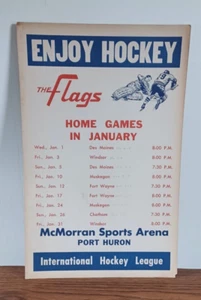 ENJOY HOCKEY
THE Flags
HOME GAMES
IN JANUARY
Wed., Jan. 1 Des Moines 8:00 P.M.
Fri., Jan. 3 Windsor 8:00 P.M.
Sun., Jan. 5 Des Moines 7:30 P.M.
Fri., Jan. 10 Muskegon 8:00 P.M.
Sun., Jan. 12 Fort Wayne 7:30 P.M.
Fri., Jan. 17 Fort Wayne 8:00 P.M.
Fri., Jan. 24 Muskegon 8:00 P.M.
Sun., Jan. 26 Chatham 7:30 P.M.
Fri., Jan. 31 Windsor 8:00 P.M.
McMorran Sports Arena
PORT HURON
International Hockey League